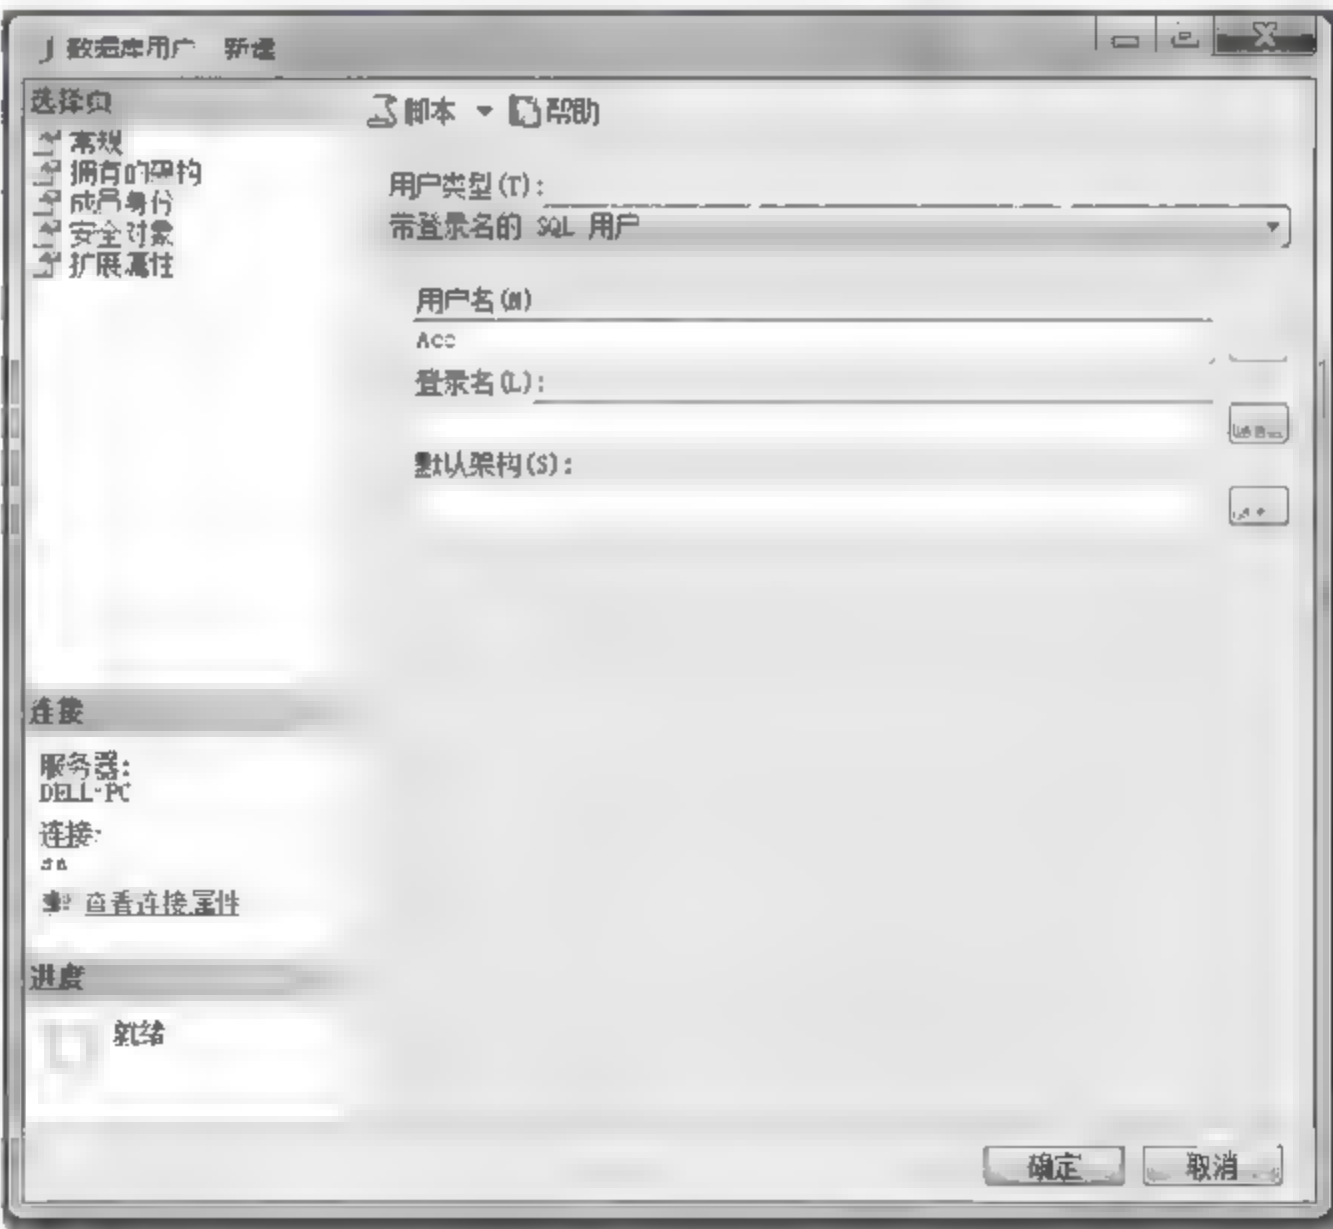 数据库用户 新建
选择页
常规
拥有的架构
成员身份
安全对象
扩展属性
脚本 帮助
用户类型(T):
带登录名的 SQL 用户
用户名(N)
Acc
登录名(L):
默认架构(S):
连接
服务器:
DELL-PC
连接:
sa
查看连接属性
进度
就绪
确定 取消